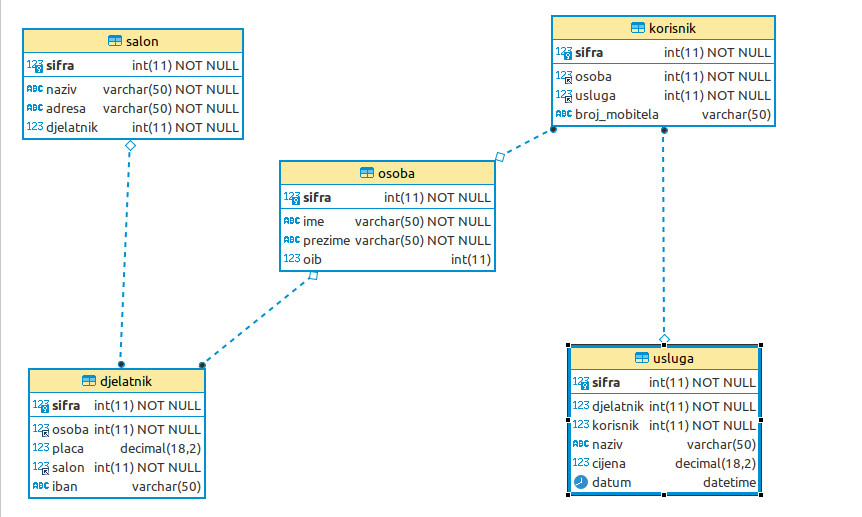 salon
123 sifra int(11) NOT NULL
ABC naziv varchar(50) NOT NULL
ABC adresa varchar(50) NOT NULL
123 djelatnik int(11) NOT NULL
korisnik
123 sifra int(11) NOT NULL
123 osoba int(11) NOT NULL
123 usluga int(11) NOT NULL
ABC broj_mobitela varchar(50)
osoba
123 sifra int(11) NOT NULL
ABC ime varchar(50) NOT NULL
ABC prezime varchar(50) NOT NULL
123 oib int(11)
djelatnik
123 sifra int(11) NOT NULL
123 osoba int(11) NOT NULL
123 placa decimal(18,2)
123 salon int(11) NOT NULL
ABC iban varchar(50)
usluga
123 sifra int(11) NOT NULL
123 djelatnik int(11) NOT NULL
123 korisnik int(11) NOT NULL
ABC naziv varchar(50)
123 cijena decimal(18,2)
datum datetime